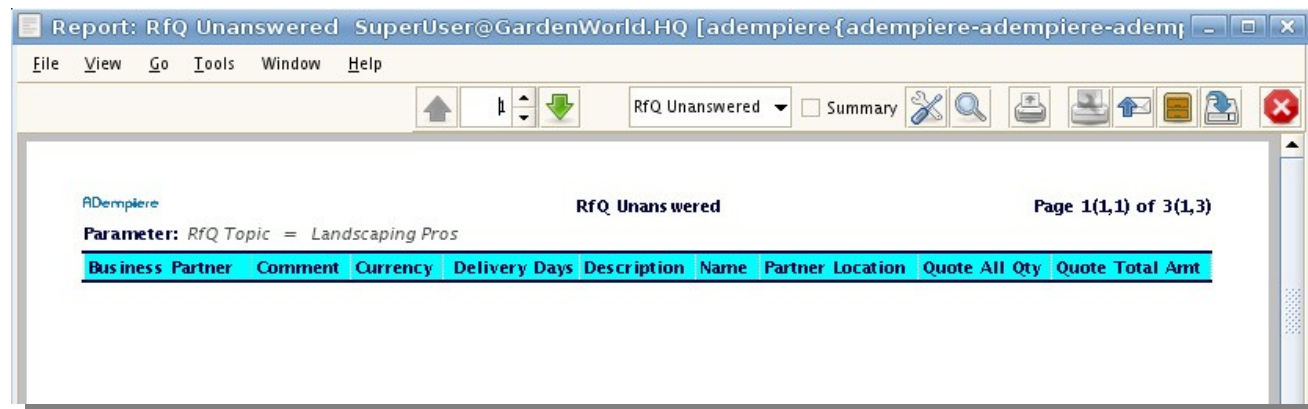 Report: RfQ Unanswered SuperUser@GardenWorld.HQ [adempiere{adempiere-adempiere-ademp
File View Go Tools Window Help
1 RfQ Unanswered Summary
ADempiere RfQ Unanswered Page 1(1,1) of 3(1,3)
Parameter: RfQ Topic = Landscaping Pros
Business Partner Comment Currency Delivery Days Description Name Partner Location Quote All Qty Quote Total Amt